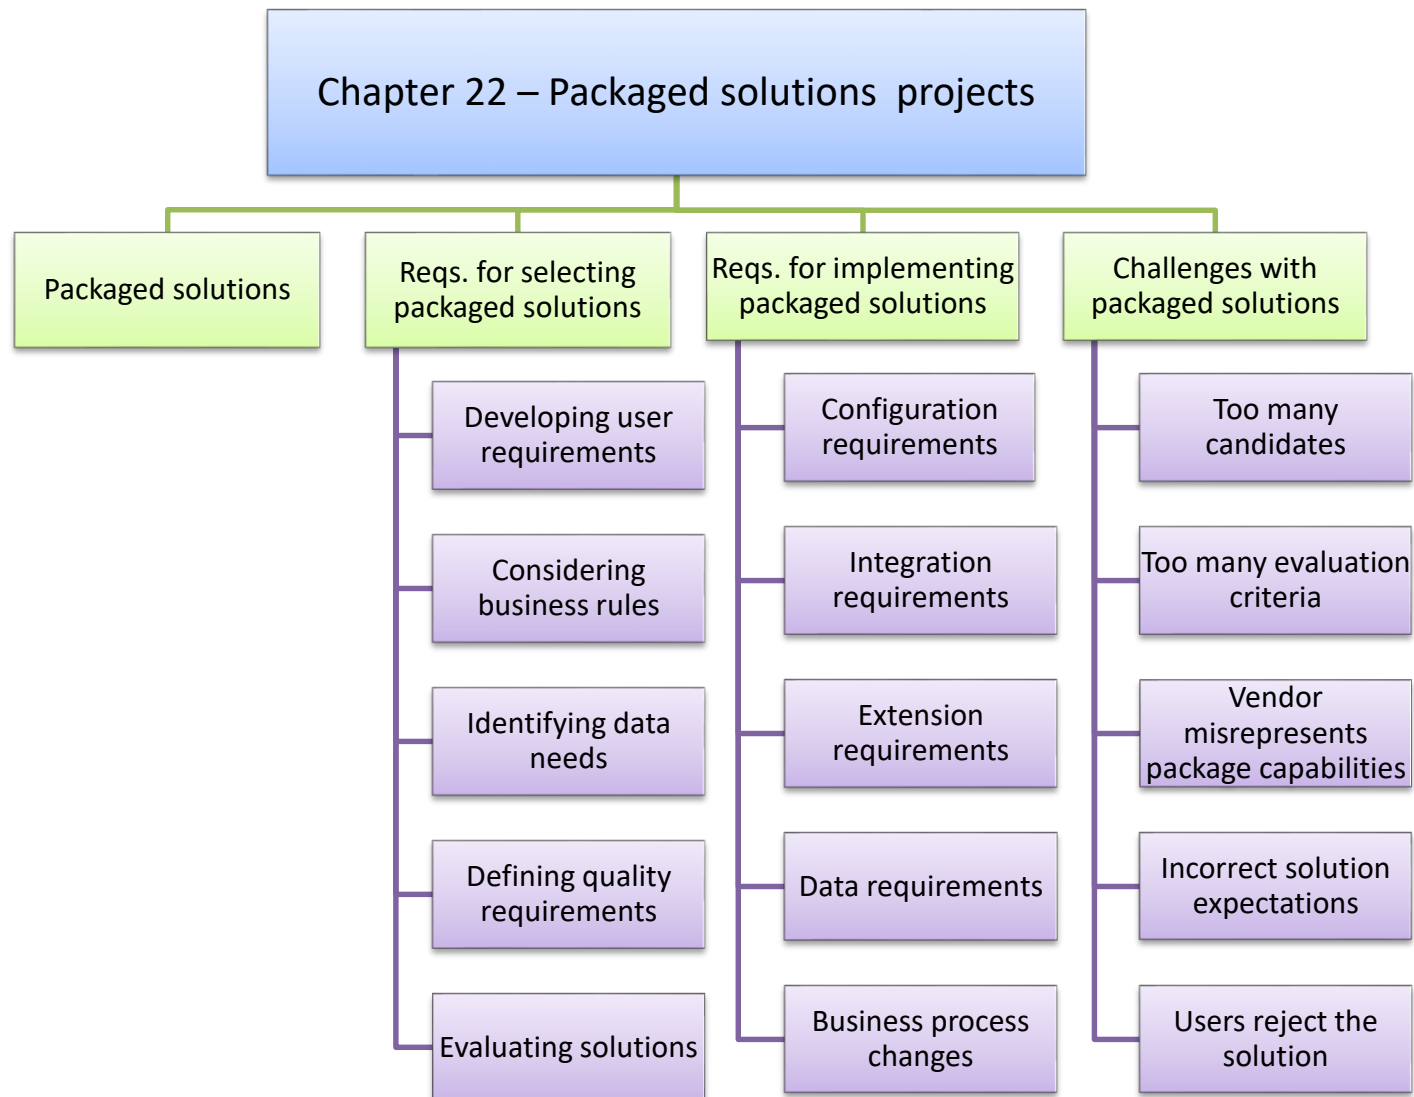 Chapter 22 – Packaged solutions projects
Packaged solutions
Reqs. for selecting
packaged solutions
Developing user
requirements
Considering
business rules
Identifying data
needs
Defining quality
requirements
Evaluating solutions
Reqs. for implementing
packaged solutions
Configuration
requirements
Integration
requirements
Extension
requirements
Data requirements
Business process
changes
Challenges with
packaged solutions
Too many
candidates
Too many evaluation
criteria
Vendor
misrepresents
package capabilities
Incorrect solution
expectations
Users reject the
solution